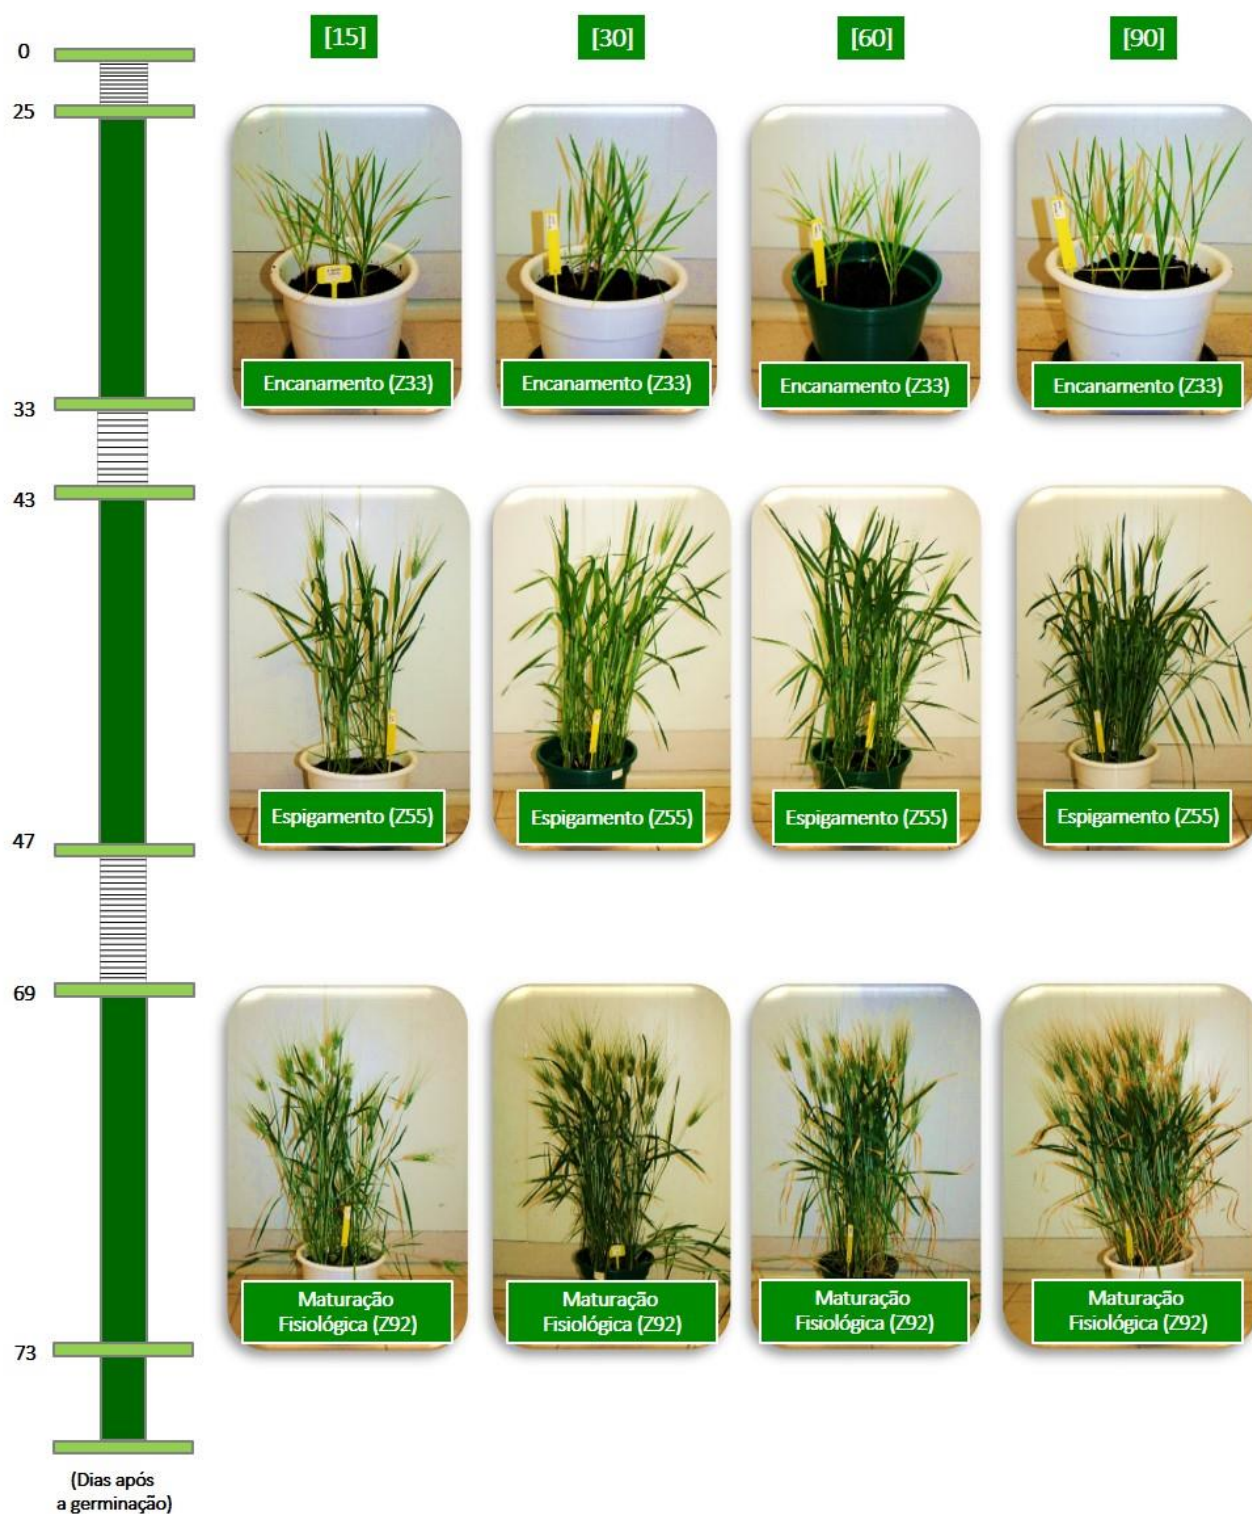 [15]
[30]
[60]
[90]
0
25
Encanamento (Z33)
Encanamento (Z33)
Encanamento (Z33)
Encanamento (Z33)
33
43
Espigamento (Z55)
Espigamento (Z55)
Espigamento (Z55)
Espigamento (Z55)
47
69
Maturação
Fisiológica (Z92)
Maturação
Fisiológica (Z92)
Maturação
Fisiológica (Z92)
Maturação
Fisiológica (Z92)
73
(Dias após
a germinação)